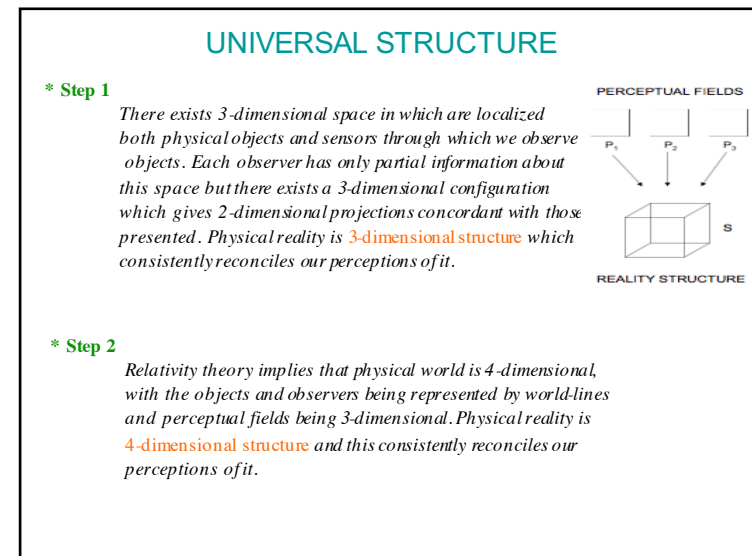 UNIVERSAL STRUCTURE
* Step 1
There exists 3-dimensional space in which are localized
both physical objects and sensors through which we observe
objects. Each observer has only partial information about
this space but there exists a 3-dimensional configuration
which gives 2-dimensional projections concordant with those
presented. Physical reality is 3-dimensional structure which
consistently reconciles our perceptions of it.
PERCEPTUAL FIELDS
P₁ P₂ P₃
S
REALITY STRUCTURE
* Step 2
Relativity theory implies that physical world is 4-dimensional,
with the objects and observers being represented by world-lines
and perceptual fields being 3-dimensional. Physical reality is
4-dimensional structure and this consistently reconciles our
perceptions of it.